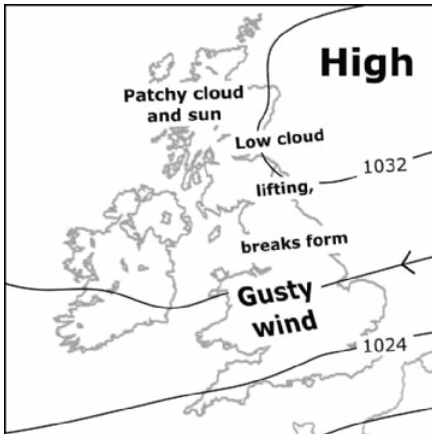 High
Patchy cloud
and sun
Low cloud
1032
lifting,
breaks form
Gusty
wind
1024